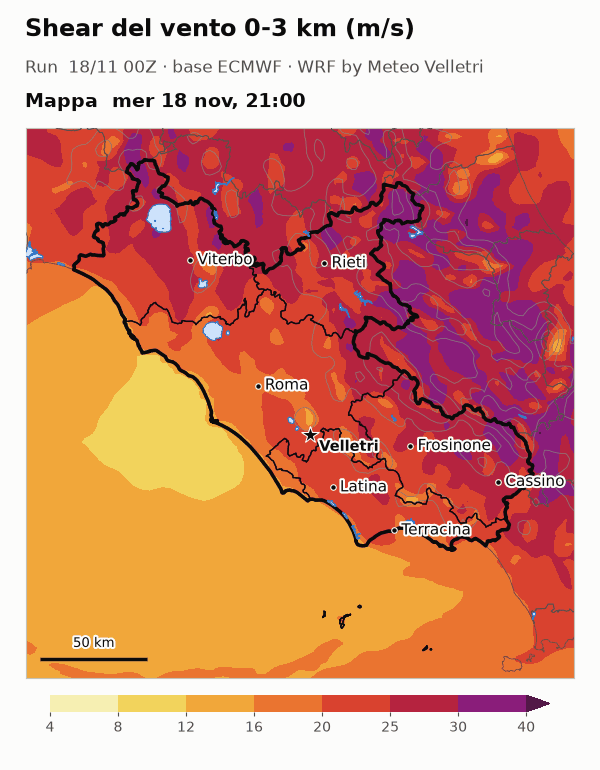 Shear del vento 0-3 km (m/s)
Run  18/11 00Z · base ECMWF · WRF by Meteo Velletri
Mappa  mer 18 nov, 21:00
Viterbo
Rieti
Roma
Velletri
Frosinone
Cassino
Latina
Terracina
50 km
4 8 12 16 20 25 30 40